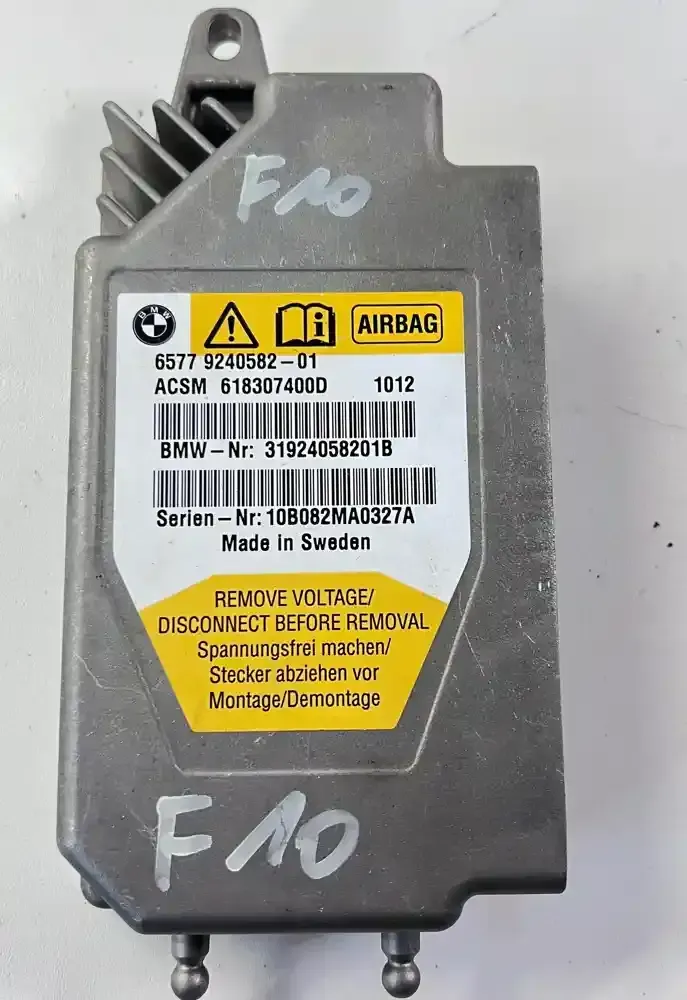 F10
BMW
AIRBAG
6577 9240582-01
ACSM 618307400D 1012
BMW-Nr: 31924058201B
Serien-Nr: 10B082MA0327A
Made in Sweden
REMOVE VOLTAGE/
DISCONNECT BEFORE REMOVAL
Spannungsfrei machen/
Stecker abziehen vor
Montage/Demontage
F10